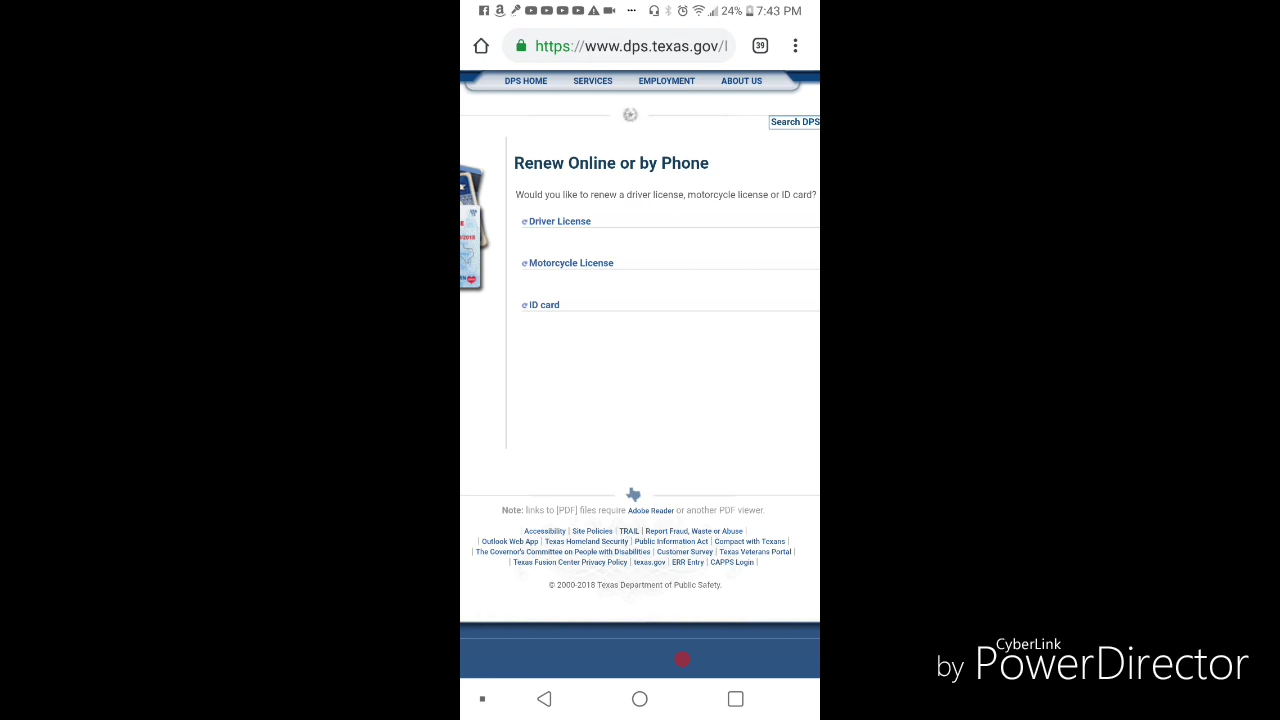 24% 7:43 PM
https://www.dps.texas.gov/
39
DPS HOME SERVICES EMPLOYMENT ABOUT US
Search DPS
Renew Online or by Phone
Would you like to renew a driver license, motorcycle license or ID card?
Driver License
2018
Motorcycle License
ID card
Note: links to [PDF] files require Adobe Reader or another PDF viewer.
Accessibility | Site Policies | TRAIL | Report Fraud, Waste or Abuse |
| Outlook Web App | Texas Homeland Security | Public Information Act | Compact with Texans |
| The Governor's Committee on People with Disabilities | Customer Survey | Texas Veterans Portal |
| Texas Fusion Center Privacy Policy | texas.gov | ERR Entry | CAPPS Login |
© 2000-2018 Texas Department of Public Safety.
CyberLink
by PowerDirector